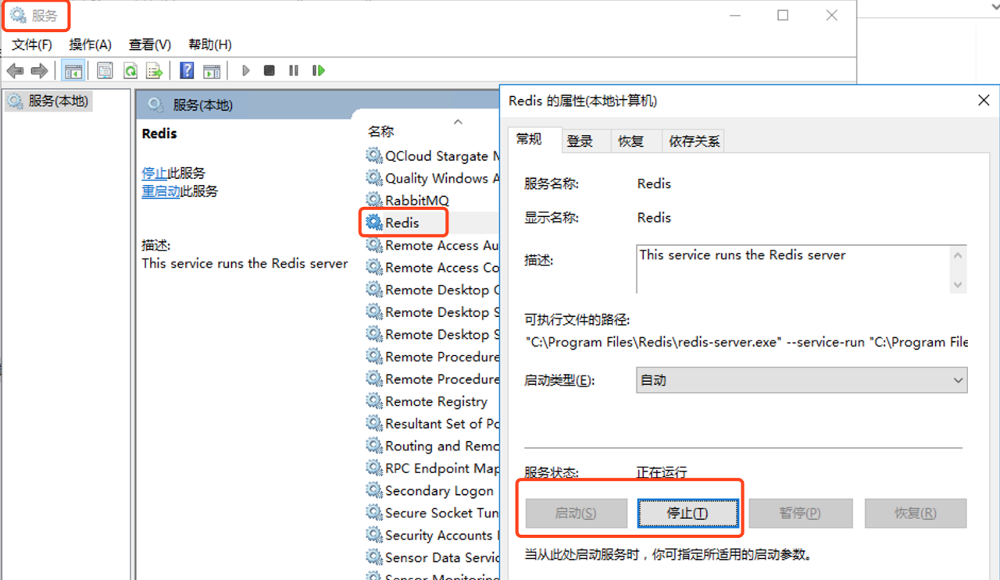 服务
文件(F) 操作(A) 查看(V) 帮助(H)
服务(本地)
服务(本地)
Redis
停止此服务
重启动此服务
描述:
This service runs the Redis server
名称
QCloud Stargate M
Quality Windows A
RabbitMQ
Redis
Remote Access Au
Remote Access Co
Remote Desktop C
Remote Desktop S
Remote Desktop S
Remote Procedure
Remote Procedure
Remote Registry
Resultant Set of Po
Routing and Remo
RPC Endpoint Map
Secondary Logon
Secure Socket Tun
Security Accounts
Sensor Data Servic
Sensor Monitoring
Redis 的属性(本地计算机)
常规 登录 恢复 依存关系
服务名称: Redis
显示名称: Redis
描述: This service runs the Redis server
可执行文件的路径:
"C:\Program Files\Redis\redis-server.exe" --service-run "C:\Program File
启动类型(E): 自动
服务状态: 正在运行
启动(S) 停止(T) 暂停(P) 恢复(R)
当从此处启动服务时，你可指定所适用的启动参数。